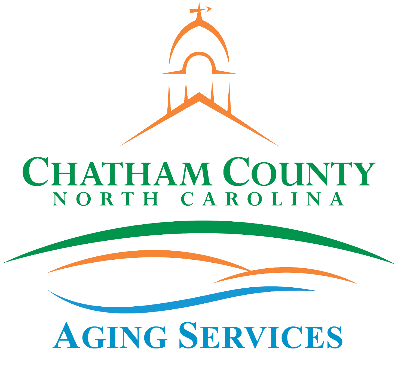 CHATHAM COUNTY
NORTH CAROLINA
AGING SERVICES